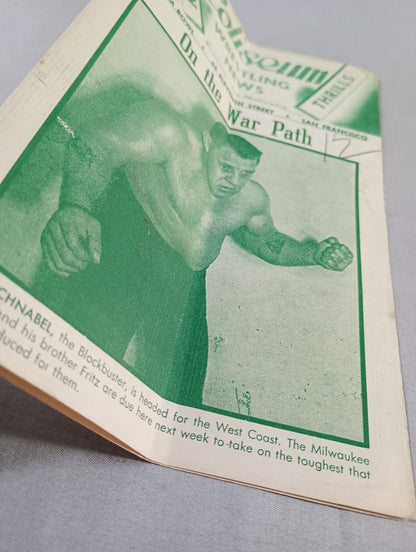 WRESTLING
NEWS
THRILLS
STREET • SAN FRANCISCO
On the War Path
12
CHNABEL, the Blockbuster, is headed for the West Coast. The Milwaukee
and his brother Fritz are due here next week to-take on the toughest that
duced for them.